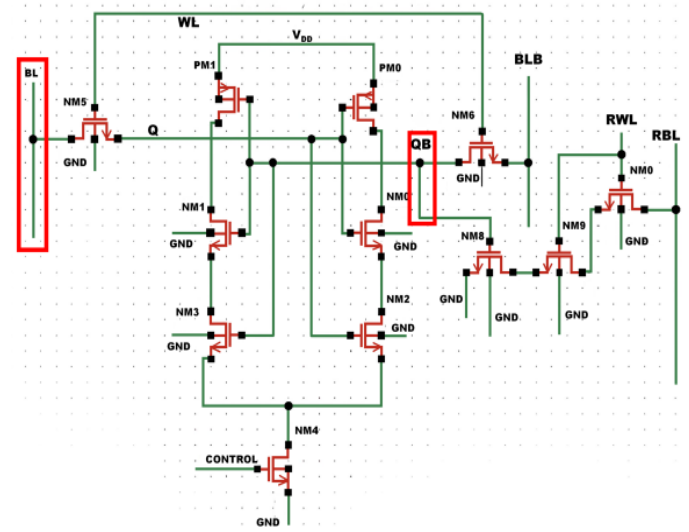 WL
V_DD
BL
PM1
PM0
BLB
NM5
NM6
RWL
RBL
Q
QB
NM0
GND
GND
NM1
NM0
NM8
NM9
GND
GND
GND
NM3
NM2
GND
GND
GND
GND
GND
NM4
CONTROL
GND